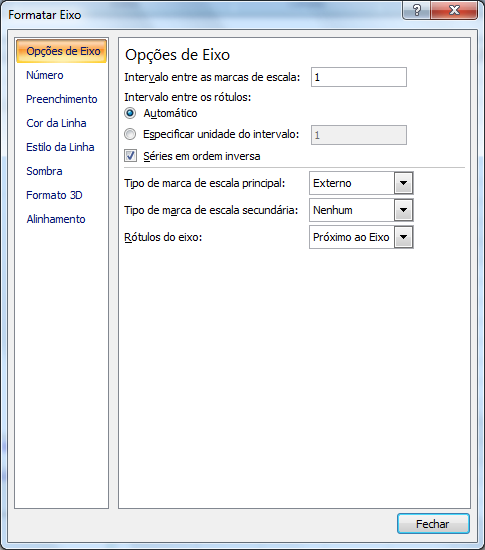 Formatar Eixo
Opções de Eixo
Número
Preenchimento
Cor da Linha
Estilo da Linha
Sombra
Formato 3D
Alinhamento
Opções de Eixo
Intervalo entre as marcas de escala: 1
Intervalo entre os rótulos:
Automático
Especificar unidade do intervalo: 1
Séries em ordem inversa
Tipo de marca de escala principal: Externo
Tipo de marca de escala secundária: Nenhum
Rótulos do eixo: Próximo ao Eixo
Fechar